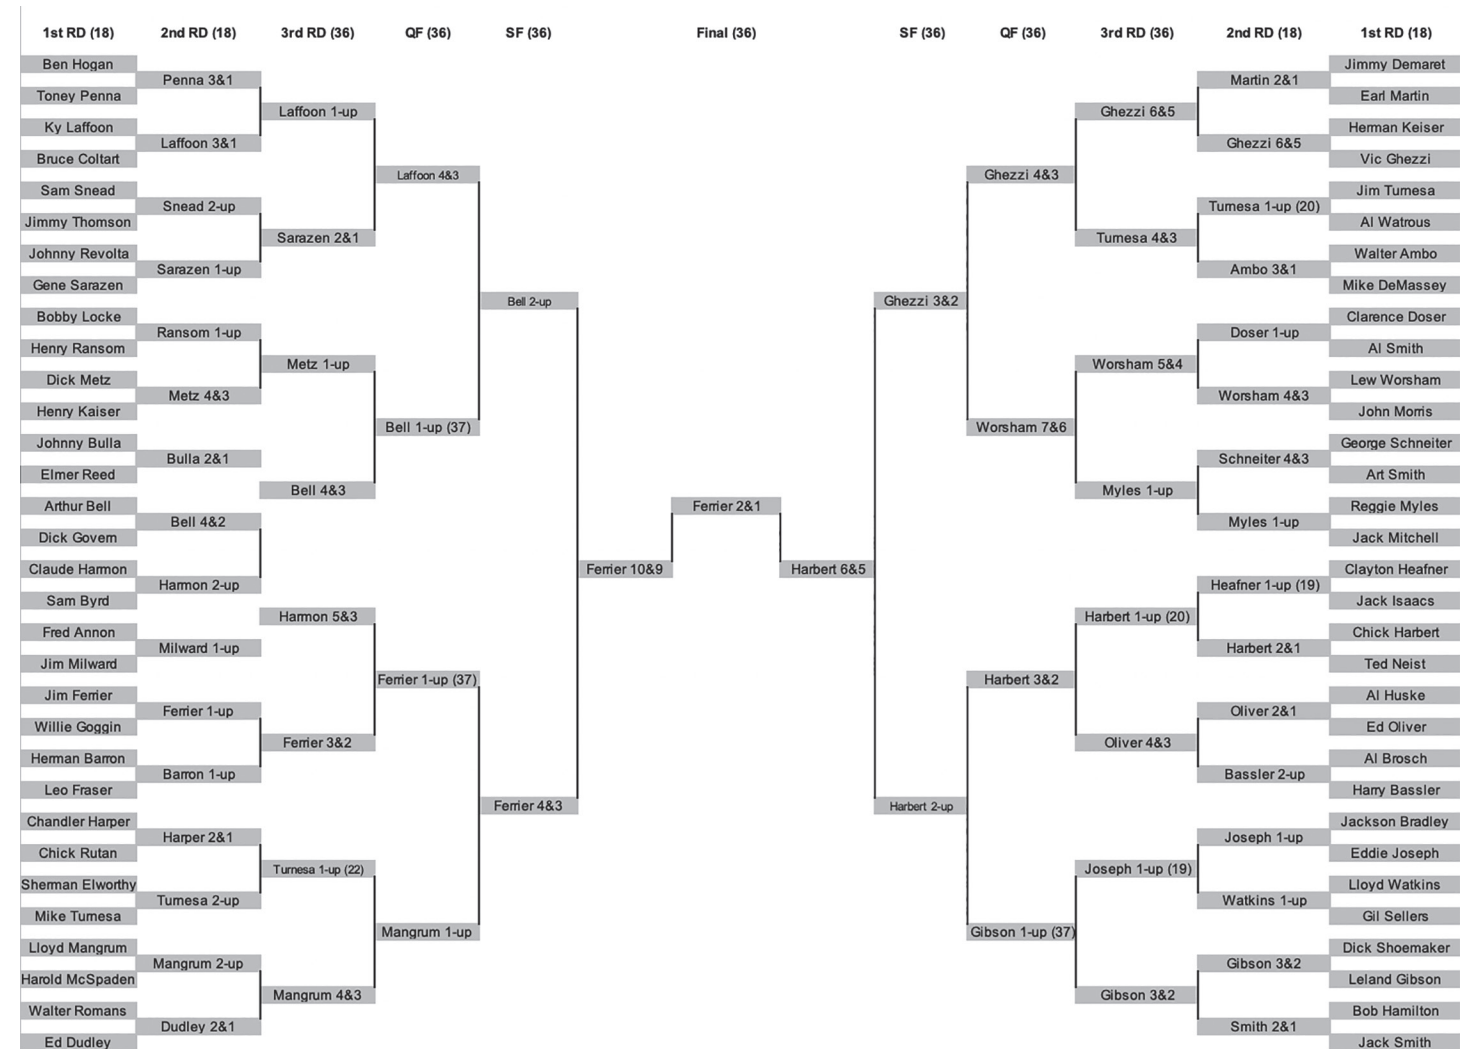 1st RD (18)
2nd RD (18)
3rd RD (36)
QF (36)
SF (36)
Final (36)
SF (36)
QF (36)
3rd RD (36)
2nd RD (18)
1st RD (18)
Ben Hogan
Toney Penna
Ky Laffoon
Bruce Coltart
Sam Snead
Jimmy Thomson
Johnny Revolta
Gene Sarazen
Bobby Locke
Henry Ransom
Dick Metz
Henry Kaiser
Johnny Bulla
Elmer Reed
Arthur Bell
Dick Govern
Claude Harmon
Sam Byrd
Fred Annon
Jim Milward
Jim Ferrier
Willie Goggin
Herman Barron
Leo Fraser
Chandler Harper
Chick Rutan
Sherman Elworthy
Mike Turnesa
Lloyd Mangrum
Harold McSpaden
Walter Romans
Ed Dudley
Penna 3&1
Laffoon 3&1
Snead 2-up
Sarazen 1-up
Ransom 1-up
Metz 4&3
Bulla 2&1
Bell 4&2
Harmon 2-up
Milward 1-up
Ferrier 1-up
Barron 1-up
Harper 2&1
Turnesa 2-up
Mangrum 2-up
Dudley 2&1
Laffoon 1-up
Sarazen 2&1
Metz 1-up
Bell 4&3
Harmon 5&3
Ferrier 3&2
Turnesa 1-up (22)
Mangrum 4&3
Laffoon 4&3
Bell 1-up (37)
Ferrier 1-up (37)
Mangrum 1-up
Bell 2-up
Ferrier 4&3
Ferrier 10&9
Ferrier 2&1
Harbert 6&5
Ghezzi 3&2
Harbert 2-up
Ghezzi 4&3
Worsham 7&6
Harbert 3&2
Gibson 1-up (37)
Ghezzi 6&5
Turnesa 4&3
Worsham 5&4
Myles 1-up
Harbert 1-up (20)
Oliver 4&3
Joseph 1-up (19)
Gibson 3&2
Martin 2&1
Ghezzi 6&5
Turnesa 1-up (20)
Ambo 3&1
Doser 1-up
Worsham 4&3
Schneiter 4&3
Myles 1-up
Heafner 1-up (19)
Harbert 2&1
Oliver 2&1
Bassler 2-up
Joseph 1-up
Watkins 1-up
Gibson 3&2
Smith 2&1
Jimmy Demaret
Earl Martin
Herman Keiser
Vic Ghezzi
Jim Turnesa
Al Watrous
Walter Ambo
Mike DeMassey
Clarence Doser
Al Smith
Lew Worsham
John Morris
George Schneiter
Art Smith
Reggie Myles
Jack Mitchell
Clayton Heafner
Jack Isaacs
Chick Harbert
Ted Neist
Al Huske
Ed Oliver
Al Brosch
Harry Bassler
Jackson Bradley
Eddie Joseph
Lloyd Watkins
Gil Sellers
Dick Shoemaker
Leland Gibson
Bob Hamilton
Jack Smith